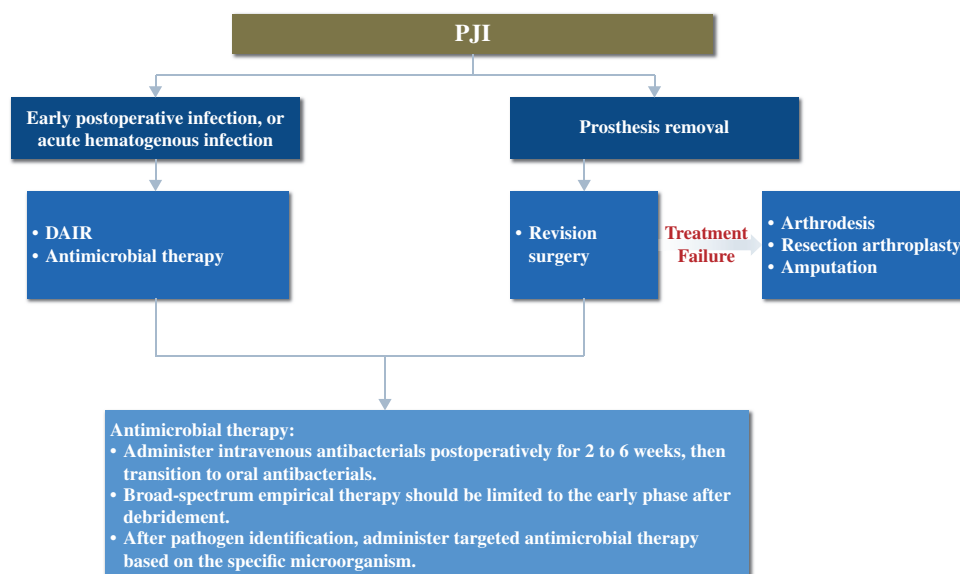 PJI
Early postoperative infection, or
acute hematogenous infection
Prosthesis removal
• DAIR
• Antimicrobial therapy
• Revision
surgery
Treatment
Failure
• Arthrodesis
• Resection arthroplasty
• Amputation
Antimicrobial therapy:
• Administer intravenous antibacterials postoperatively for 2 to 6 weeks, then
transition to oral antibacterials.
• Broad-spectrum empirical therapy should be limited to the early phase after
debridement.
• After pathogen identification, administer targeted antimicrobial therapy
based on the specific microorganism.